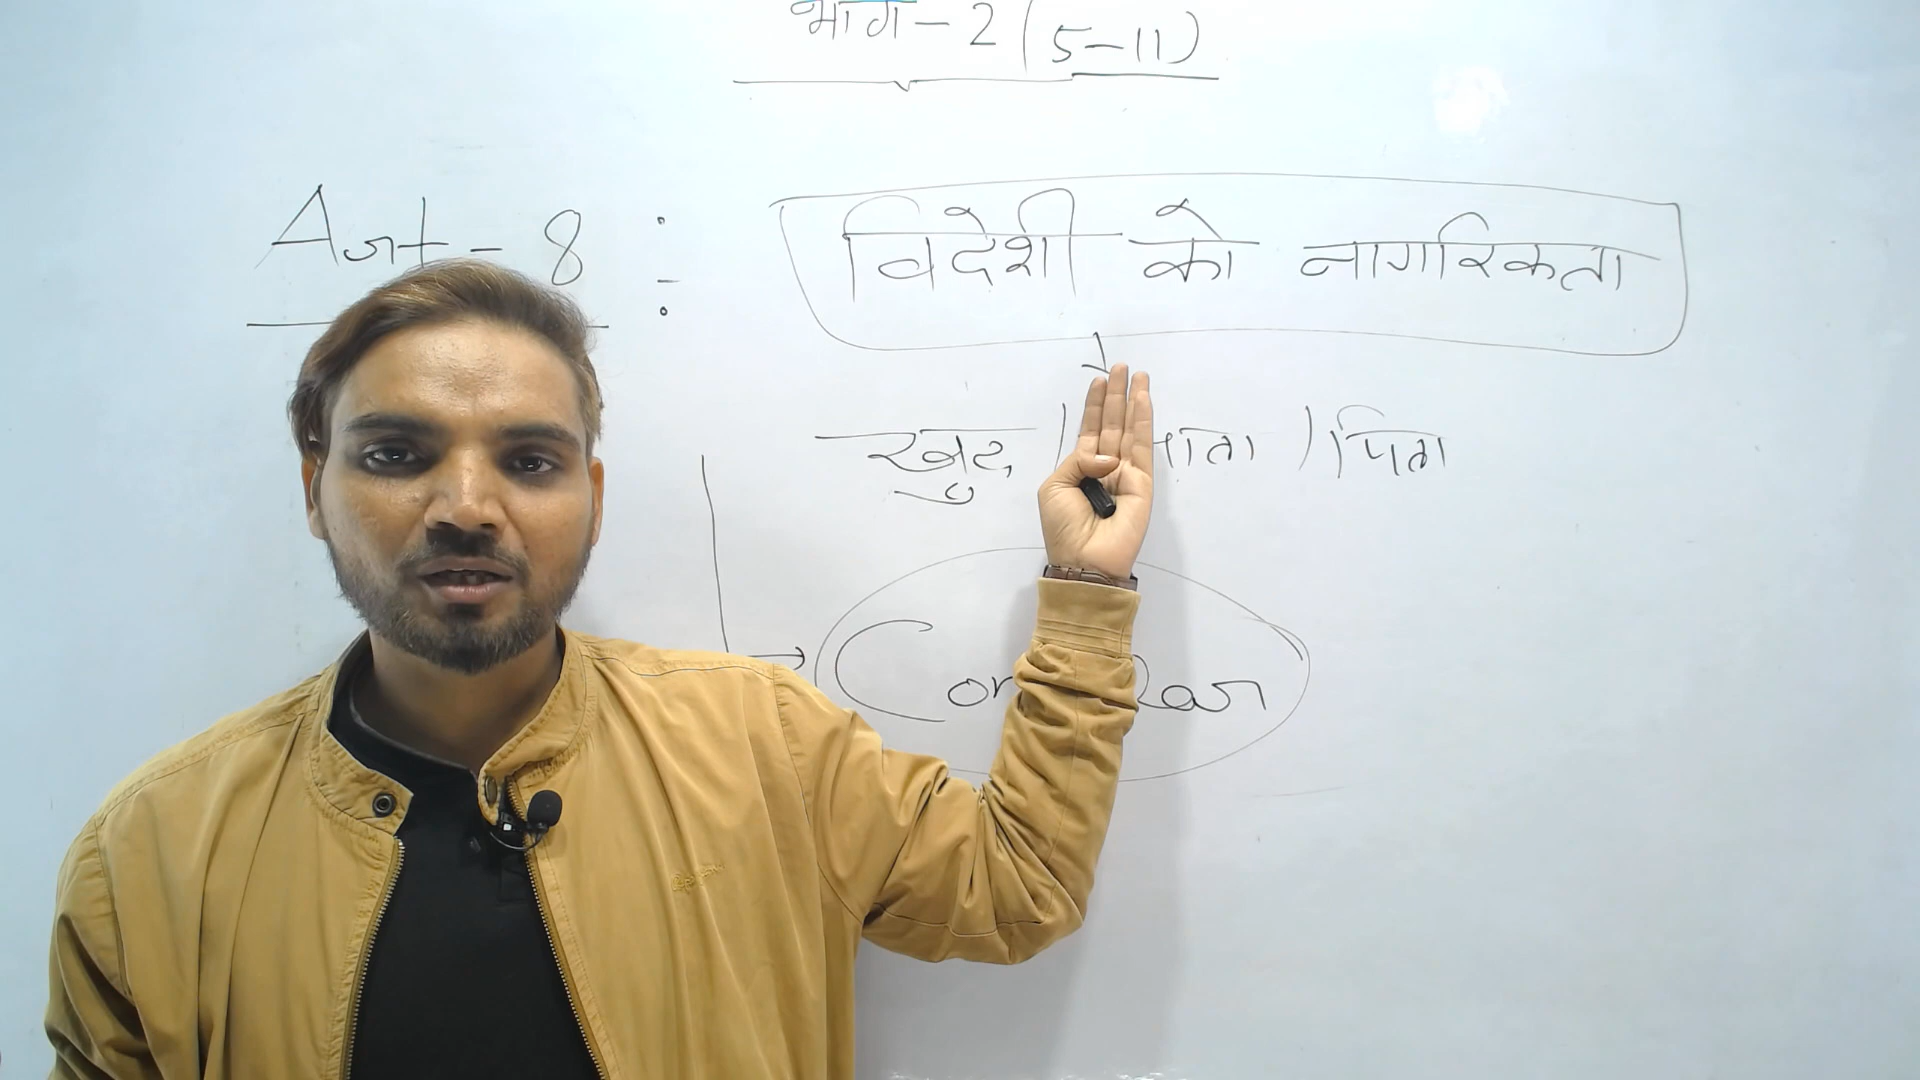 भाग - 2 ( 5-11 )
Art - 8 :- विदेशी को नागरिकता
खुद / / पिता